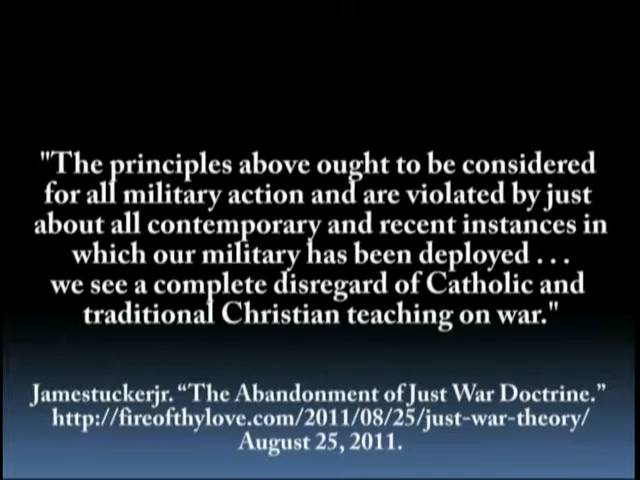 "The principles above ought to be considered
for all military action and are violated by just
about all contemporary and recent instances in
which our military has been deployed . . .
we see a complete disregard of Catholic and
traditional Christian teaching on war."
Jamestuckerjr. “The Abandonment of Just War Doctrine.”
http://fireofthylove.com/2011/08/25/just-war-theory/
August 25, 2011.